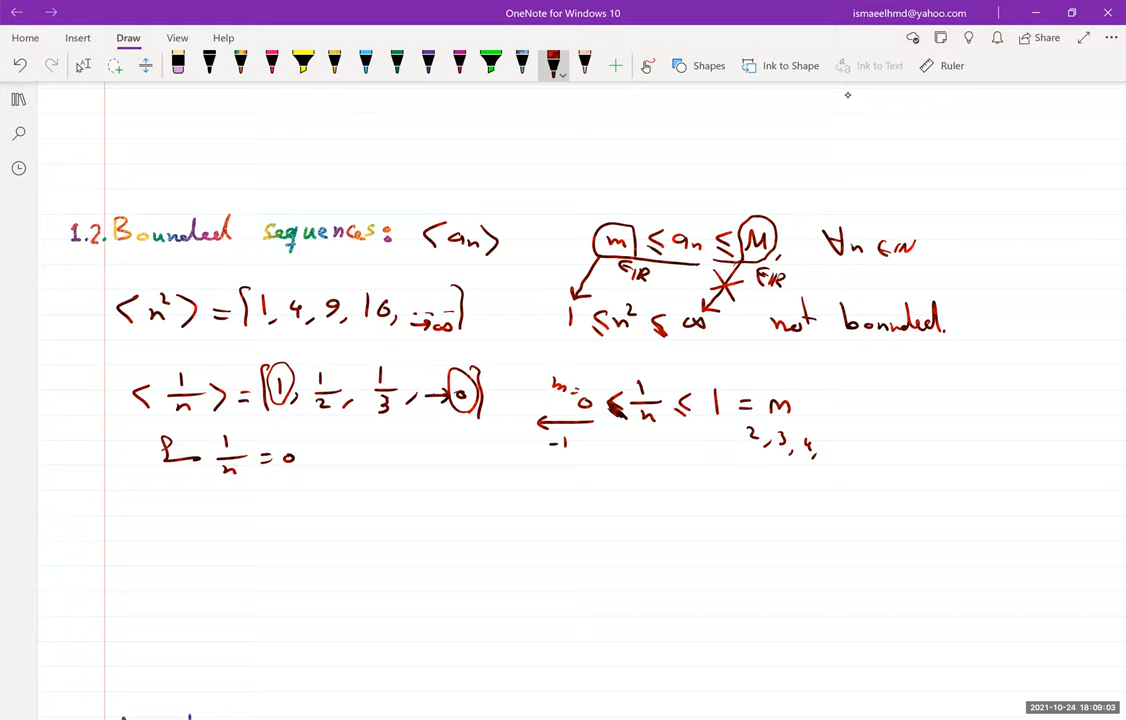 OneNote for Windows 10
ismaeelhmd@yahoo.com
Home Insert Draw View Help
Share
Shapes Ink to Shape Ink to Text Ruler
1.2. Bounded sequences: <aₙ> m ≤ aₙ ≤ M, ∀n ∈ IN
∈ IR ∈ IR
<n²> = {1, 4, 9, 16, ... → ∞} 1 ≤ n² ≤ ∞ not bounded.
<1/n> = {1, 1/2, 1/3, → 0} m = 0 ≤ 1/n ≤ 1 = M
-1 2, 3, 4,
1/n = 0
2021-10-24 18:09:03